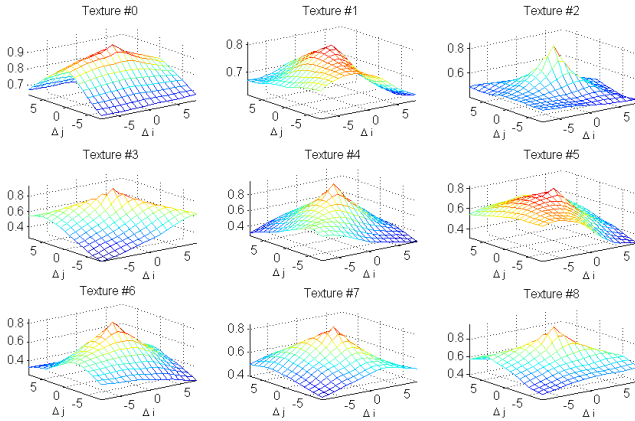 Texture #0
Texture #1
Texture #2
0.9
0.8
0.7
5
0
-5
Δ j
-5
0
5
Δ i
0.8
0.7
5
0
-5
Δ j
-5
0
5
Δ i
0.8
0.6
5
0
-5
Δ j
-5
0
5
Δ i
Texture #3
Texture #4
Texture #5
0.8
0.6
0.4
5
0
-5
Δ j
-5
0
5
Δ i
0.8
0.6
0.4
5
0
-5
Δ j
-5
0
5
Δ i
0.8
0.6
0.4
5
0
-5
Δ j
-5
0
5
Δ i
Texture #6
Texture #7
Texture #8
0.8
0.6
0.4
5
0
-5
Δ j
-5
0
5
Δ i
0.8
0.6
0.4
5
0
-5
Δ j
-5
0
5
Δ i
0.8
0.6
0.4
5
0
-5
Δ j
-5
0
5
Δ i